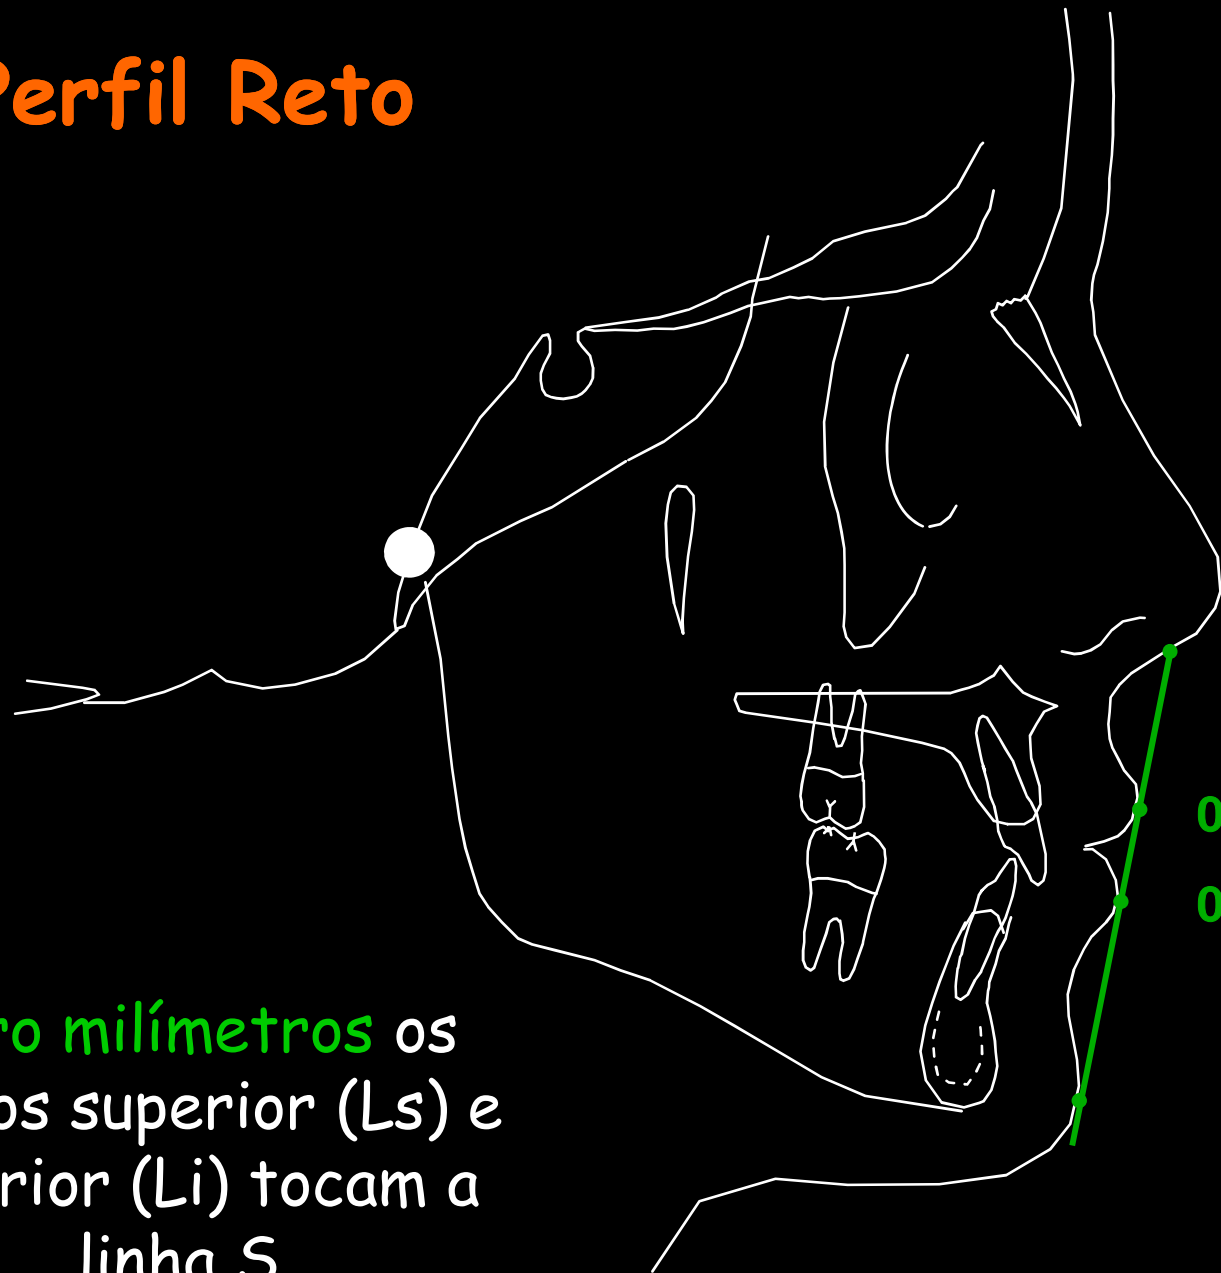 Perfil Reto
0
0
ro milímetros os
os superior (Ls) e
rior (Li) tocam a
linha S